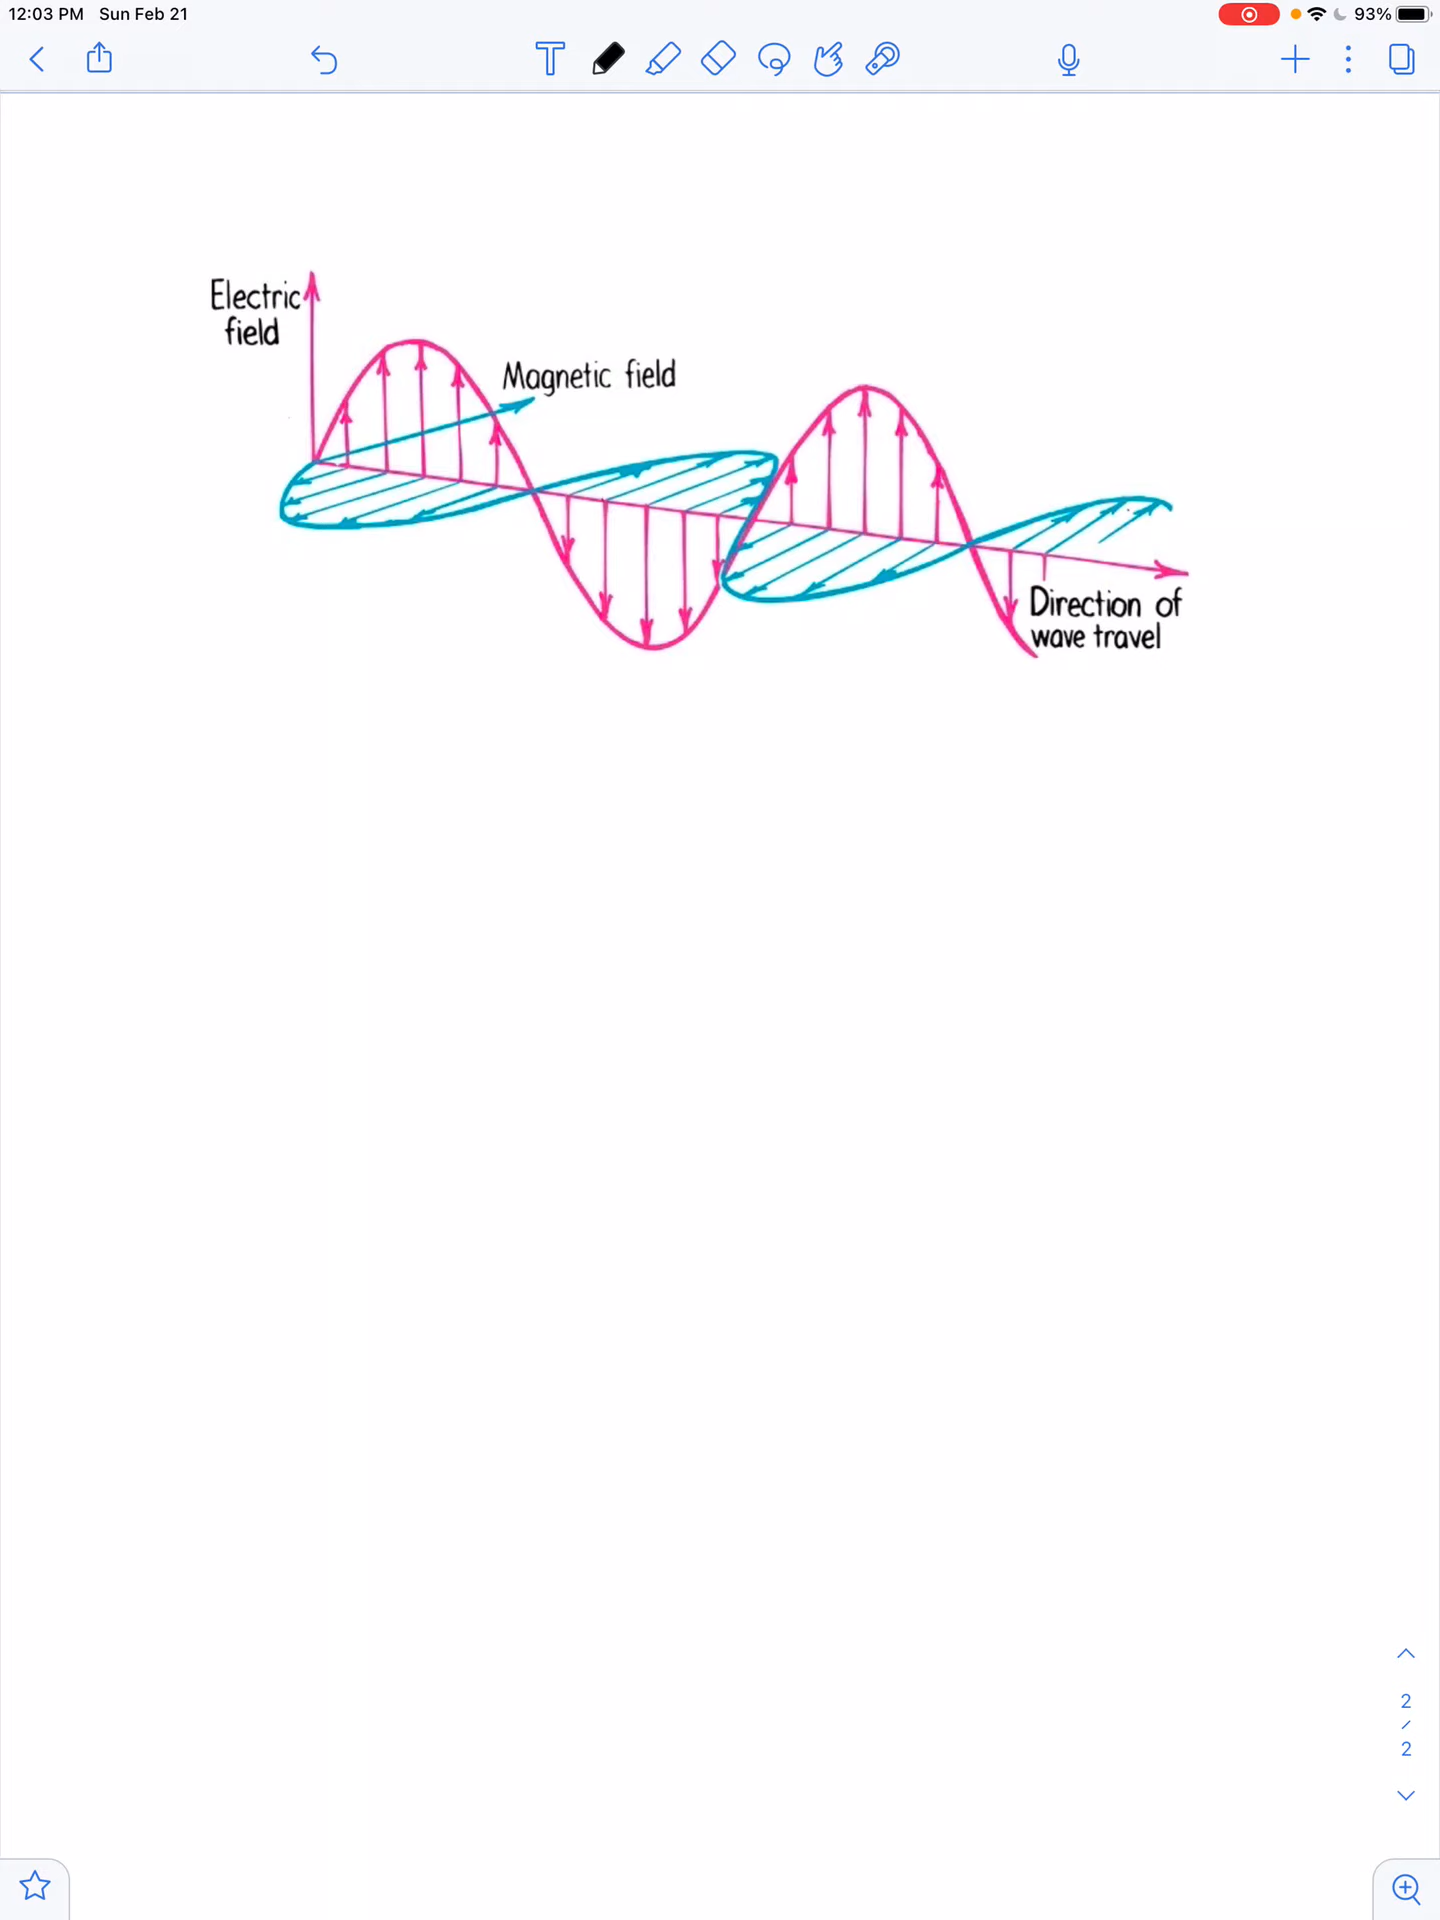 12:03 PM Sun Feb 21
93%
T
Electric
field
Magnetic field
Direction of
wave travel
2
/
2